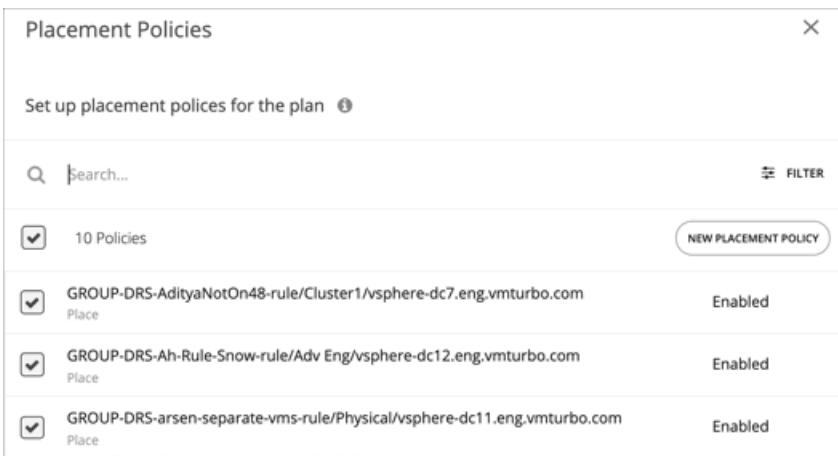 Placement Policies
Set up placement polices for the plan
Search...
FILTER
10 Policies
NEW PLACEMENT POLICY
GROUP-DRS-AdityaNotOn48-rule/Cluster1/vsphere-dc7.eng.vmturbo.com
Enabled
Place
GROUP-DRS-Ah-Rule-Snow-rule/Adv Eng/vsphere-dc12.eng.vmturbo.com
Enabled
Place
GROUP-DRS-arsen-separate-vms-rule/Physical/vsphere-dc11.eng.vmturbo.com
Enabled
Place